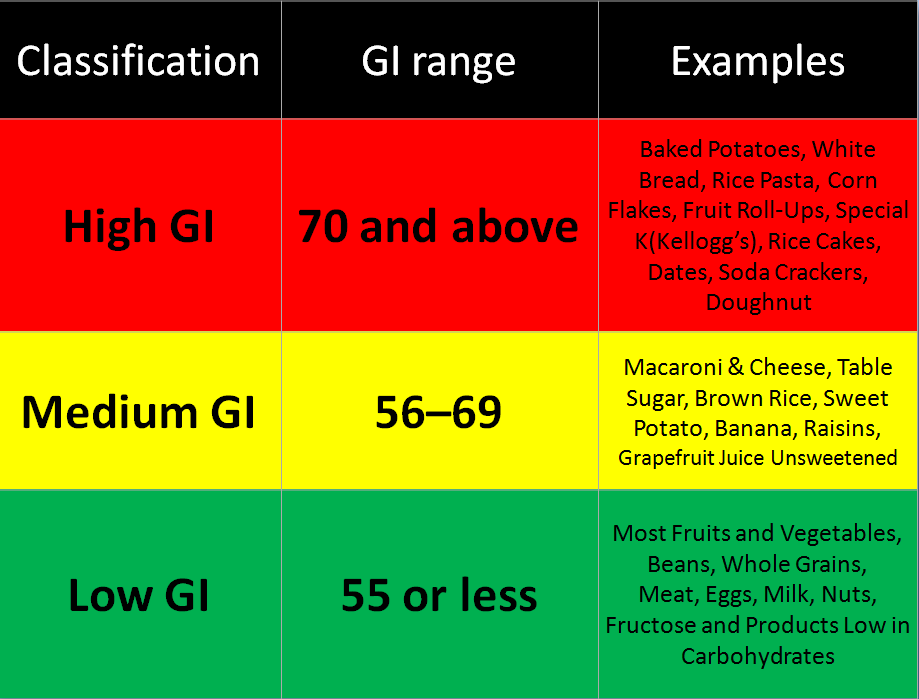 Classification GI range Examples
High GI
70 and above
Baked Potatoes, White
Bread, Rice Pasta, Corn
Flakes, Fruit Roll-Ups, Special
K(Kellogg’s), Rice Cakes,
Dates, Soda Crackers,
Doughnut
Medium GI
56–69
Macaroni & Cheese, Table
Sugar, Brown Rice, Sweet
Potato, Banana, Raisins,
Grapefruit Juice Unsweetened
Low GI
55 or less
Most Fruits and Vegetables,
Beans, Whole Grains,
Meat, Eggs, Milk, Nuts,
Fructose and Products Low in
Carbohydrates